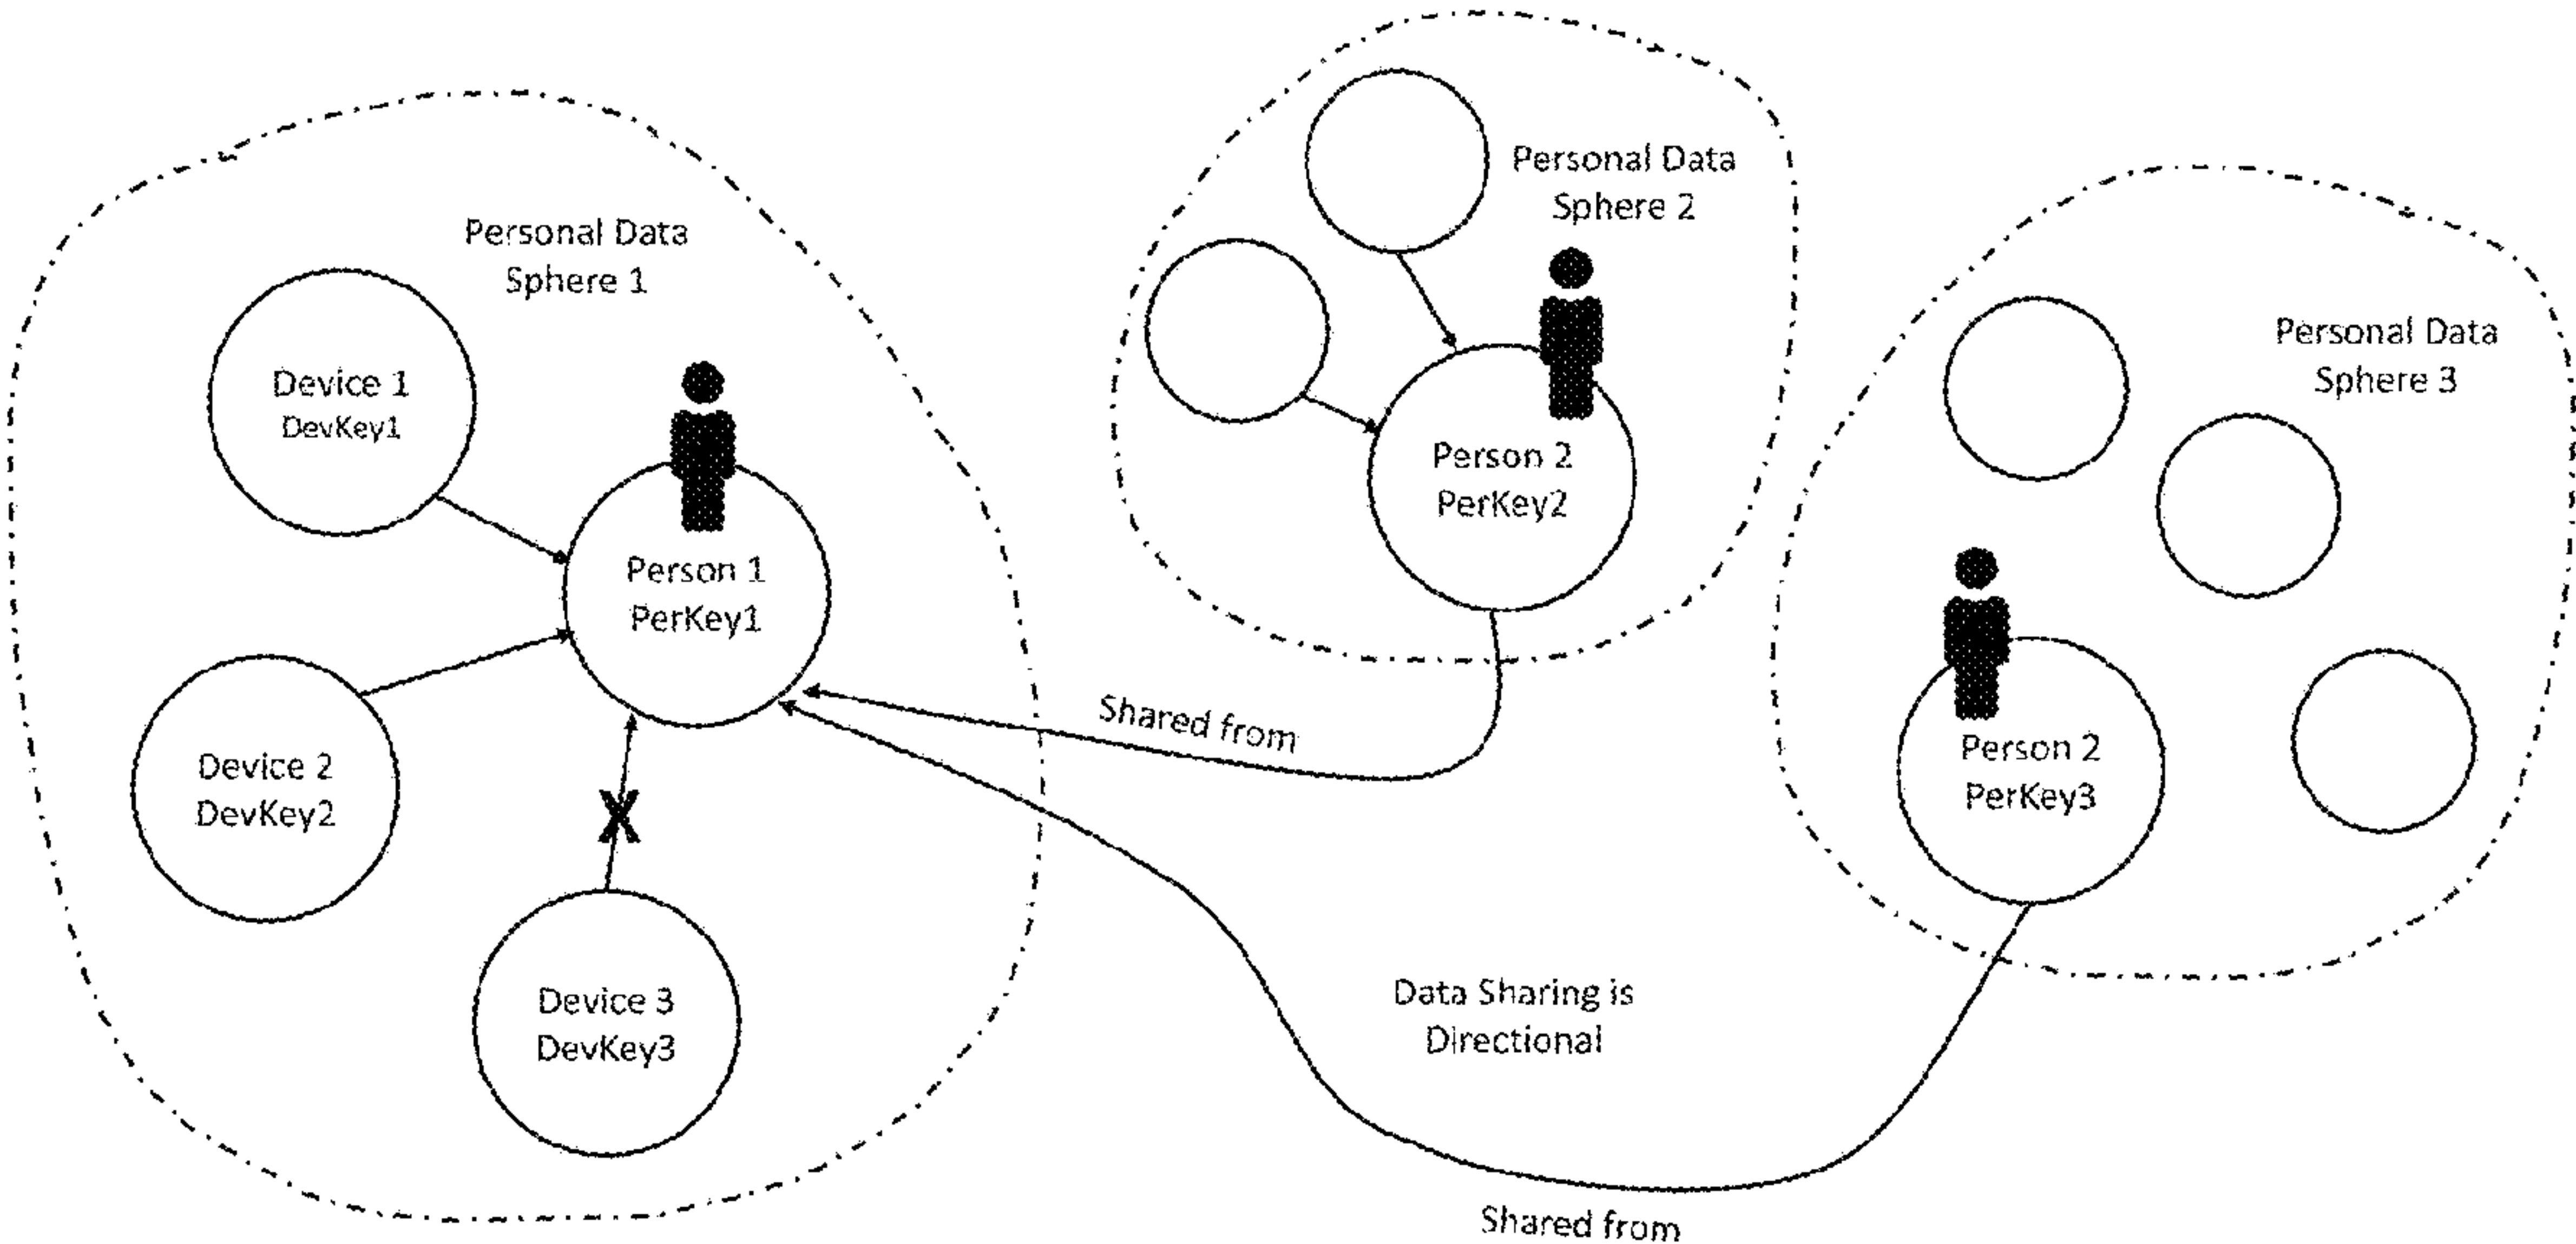 Personal Data
Sphere 1
Device 1
DevKey1
Person 1
PerKey1
Device 2
DevKey2
Device 3
DevKey3
Personal Data
Sphere 2
Person 2
PerKey2
Personal Data
Sphere 3
Person 2
PerKey3
Shared from
Data Sharing is
Directional
Shared from
X